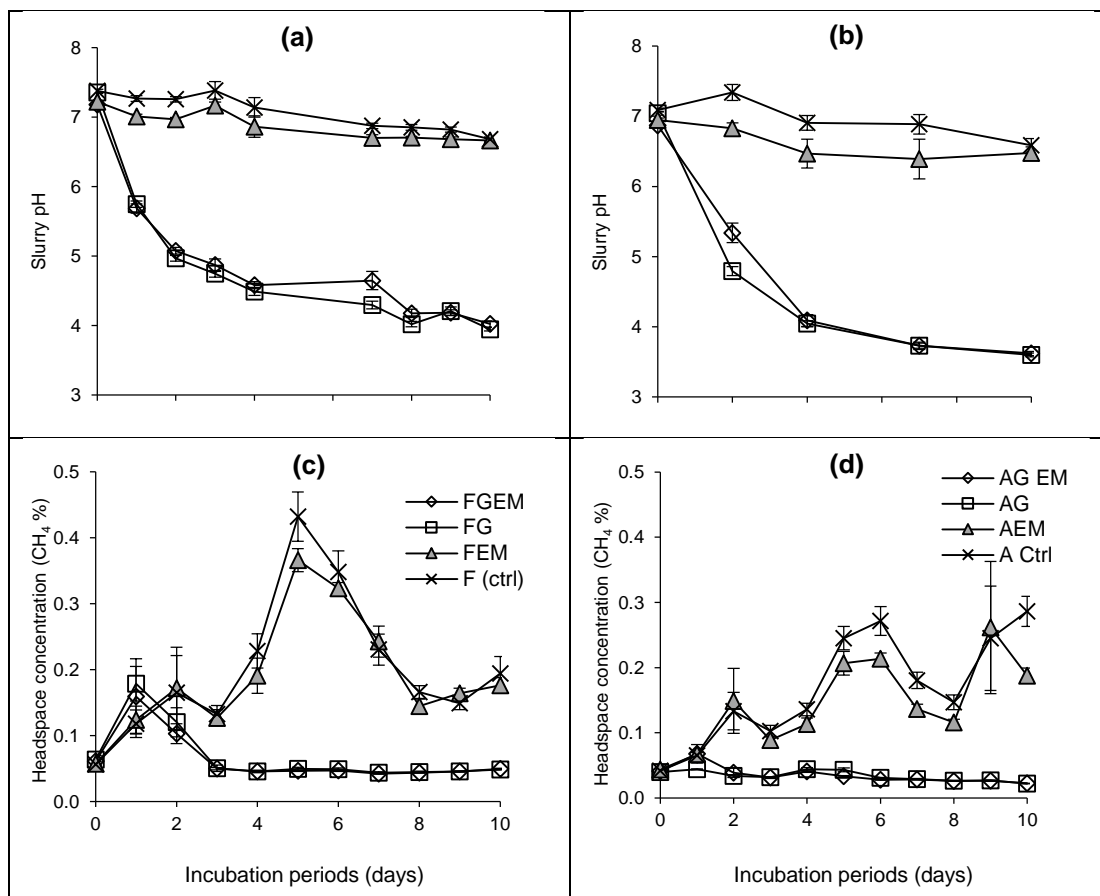 (a)
8
7
6
5
4
3
Slurry pH
(b)
8
7
6
5
4
3
Slurry pH
(c)
0.5
0.4
0.3
0.2
0.1
0.0
Headspace concentration (CH₄ %)
FGEM
FG
FEM
F (ctrl)
0 2 4 6 8 10
Incubation periods (days)
(d)
0.5
0.4
0.3
0.2
0.1
0.0
Headspace concentration (CH₄ %)
AG EM
AG
AEM
A Ctrl
0 2 4 6 8 10
Incubation periods (days)